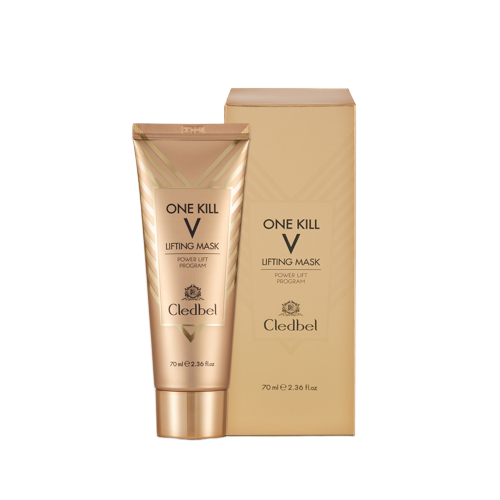 ONE KILL
V
LIFTING MASK
POWER LIFT
PROGRAM
Cledbel
70 ml ℮ 2.36 fl.oz
ONE KILL
V
LIFTING MASK
POWER LIFT
PROGRAM
Cledbel
70 ml ℮ 2.36 fl.oz